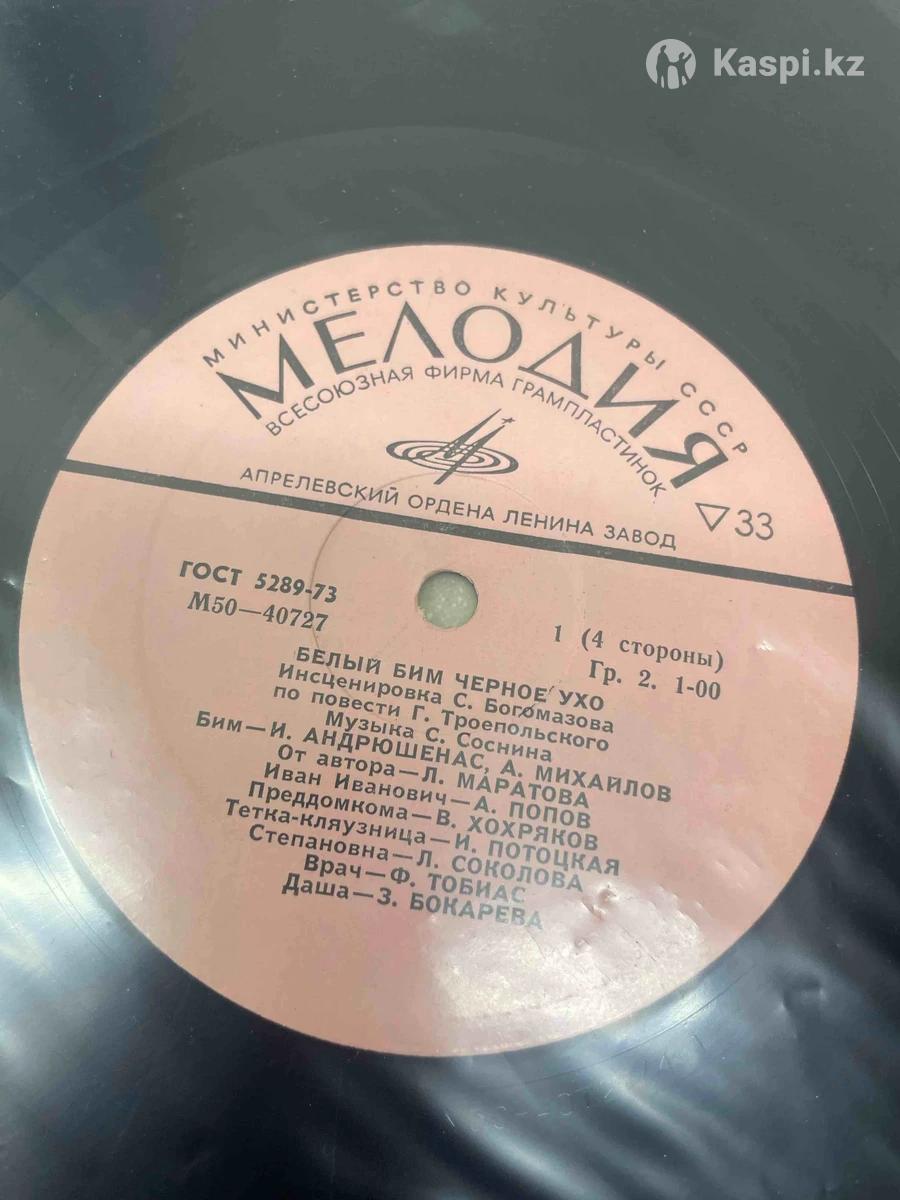 Kaspi.kz
МИНИСТЕРСТВО КУЛЬТУРЫ СССР
МЕЛОДИЯ
ВСЕСОЮЗНАЯ ФИРМА ГРАМПЛАСТИНОК
АПРЕЛЕВСКИЙ ОРДЕНА ЛЕНИНА ЗАВОД
33
ГОСТ 5289-73
М50—40727
1 (4 стороны)
Гр. 2. 1-00
БЕЛЫЙ БИМ ЧЕРНОЕ УХО
Инсценировка С. Богомазова
по повести Г. Троепольского
Музыка С. Соснина
Бим—И. АНДРЮШЕНАС, А. МИХАЙЛОВ
От автора—Л. МАРАТОВА
Иван Иванович—А. ПОПОВ
Преддомкома—В. ХОХРЯКОВ
Тетка-кляузница—И. ПОТОЦКАЯ
Степановна—Л. СОКОЛОВА
Врач—Ф. ТОБИАС
Даша—З. БОКАРЕВА